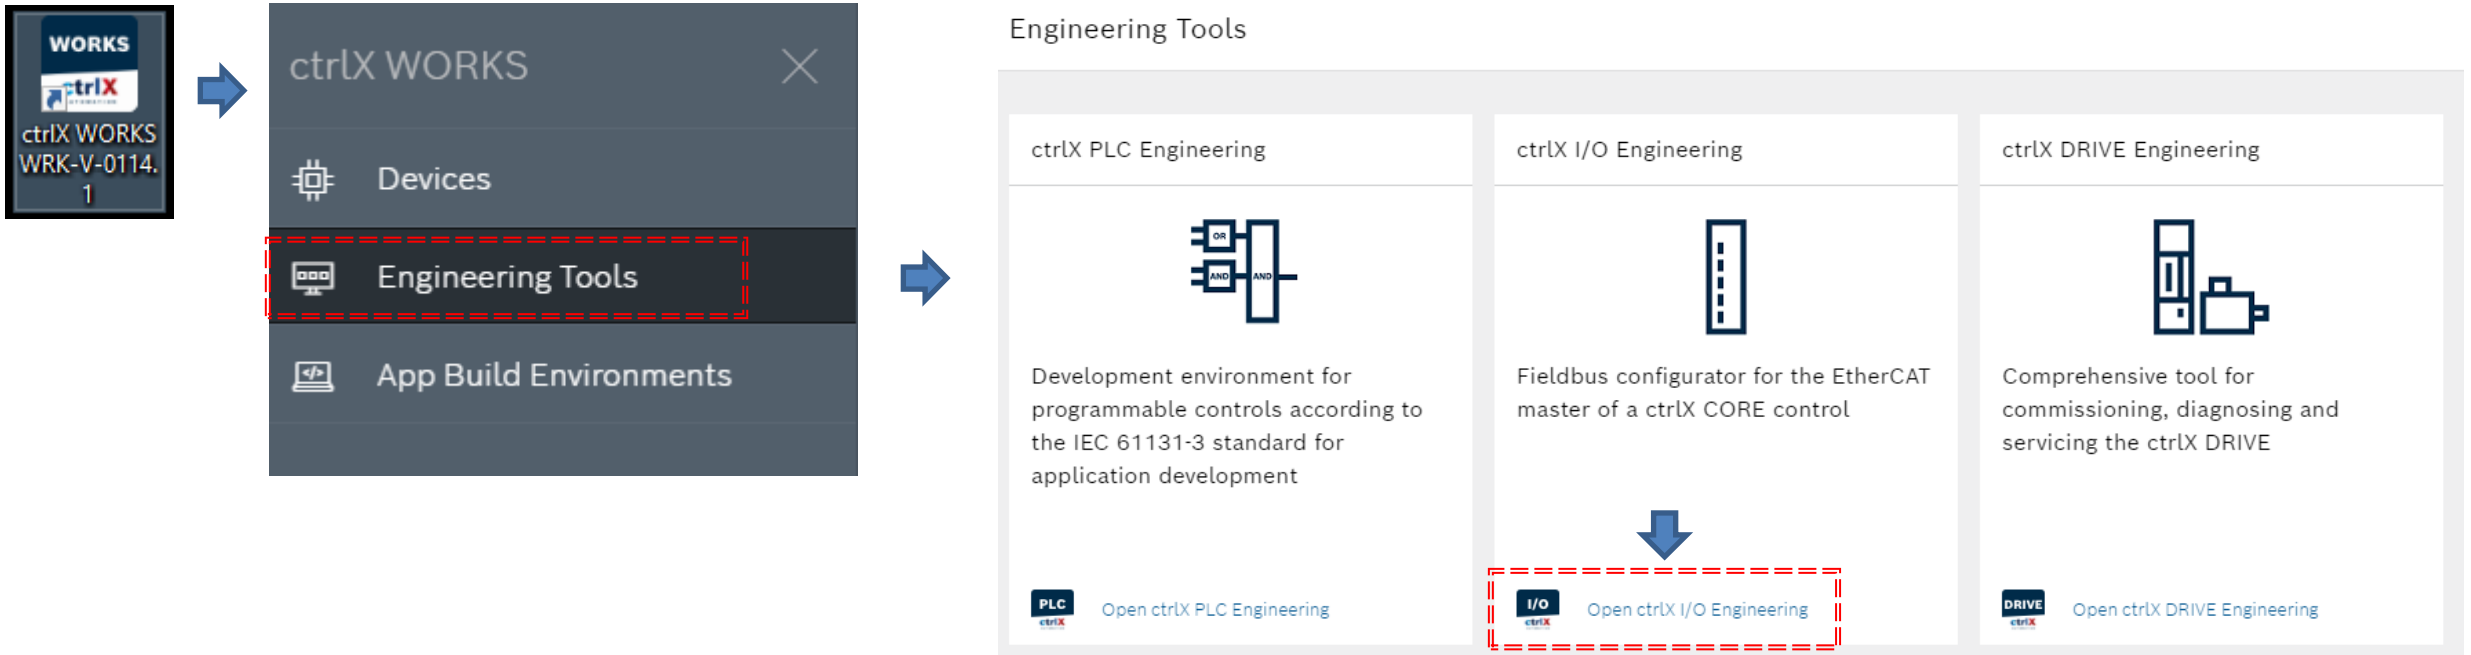 WORKS
ctrlX
AUTOMATION
ctrlX WORKS
WRK-V-0114.
1
ctrlX WORKS
Devices
Engineering Tools
App Build Environments
Engineering Tools
ctrlX PLC Engineering
OR
AND
AND
Development environment for
programmable controls according to
the IEC 61131-3 standard for
application development
PLC
ctrlX
Open ctrlX PLC Engineering
ctrlX I/O Engineering
Fieldbus configurator for the EtherCAT
master of a ctrlX CORE control
I/O
ctrlX
Open ctrlX I/O Engineering
ctrlX DRIVE Engineering
Comprehensive tool for
commissioning, diagnosing and
servicing the ctrlX DRIVE
DRIVE
ctrlX
Open ctrlX DRIVE Engineering